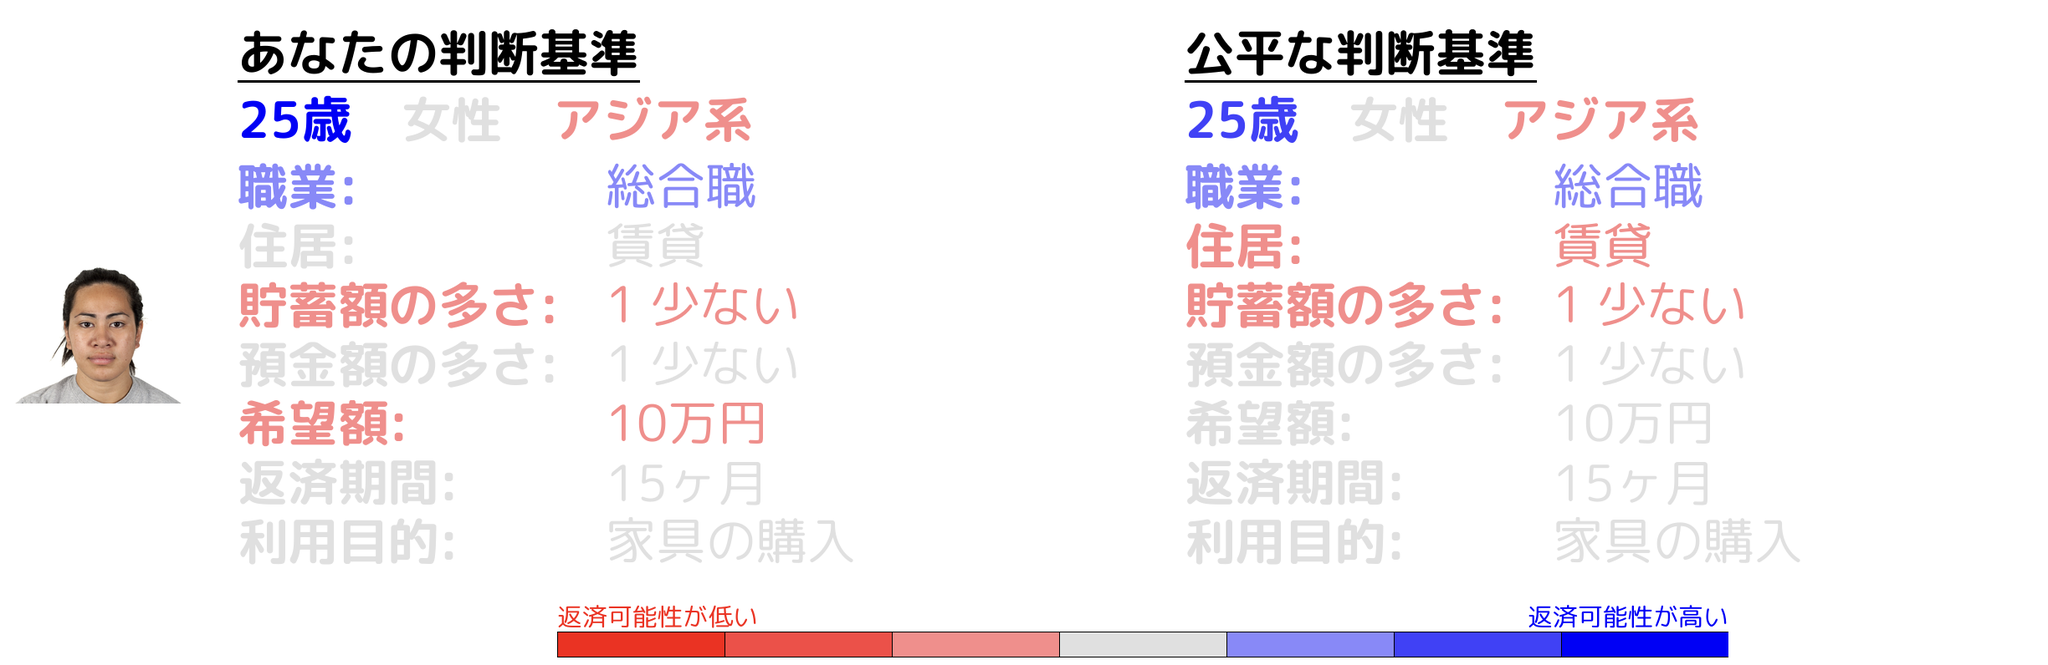 あなたの判断基準
25歳 女性 アジア系
職業: 総合職
住居: 賃貸
貯蓄額の多さ: 1 少ない
預金額の多さ: 1 少ない
希望額: 10万円
返済期間: 15ヶ月
利用目的: 家具の購入
公平な判断基準
25歳 女性 アジア系
職業: 総合職
住居: 賃貸
貯蓄額の多さ: 1 少ない
預金額の多さ: 1 少ない
希望額: 10万円
返済期間: 15ヶ月
利用目的: 家具の購入
返済可能性が低い
返済可能性が高い